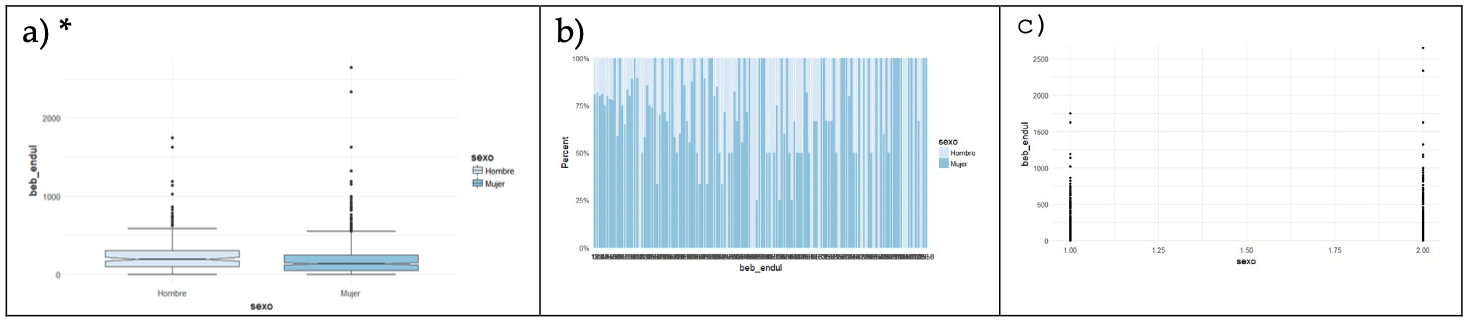 a) *
2000
1000
0
beb_endul
Hombre
Mujer
sexo
sexo
Hombre
Mujer
b)
100%
75%
50%
25%
0%
Percent
beb_endul
sexo
Hombre
Mujer
c)
2500
2000
1500
1000
500
0
beb_endul
1.00
1.25
1.50
1.75
2.00
sexo